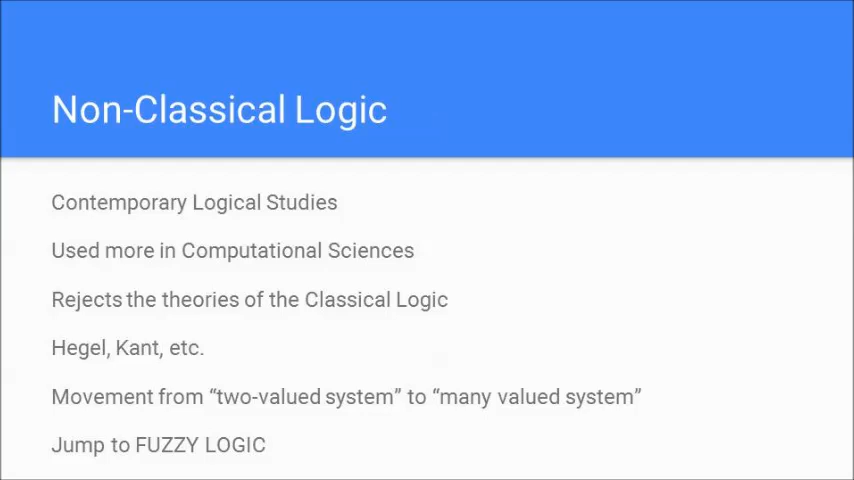 Non-Classical Logic
Contemporary Logical Studies
Used more in Computational Sciences
Rejects the theories of the Classical Logic
Hegel, Kant, etc.
Movement from “two-valued system” to “many valued system”
Jump to FUZZY LOGIC